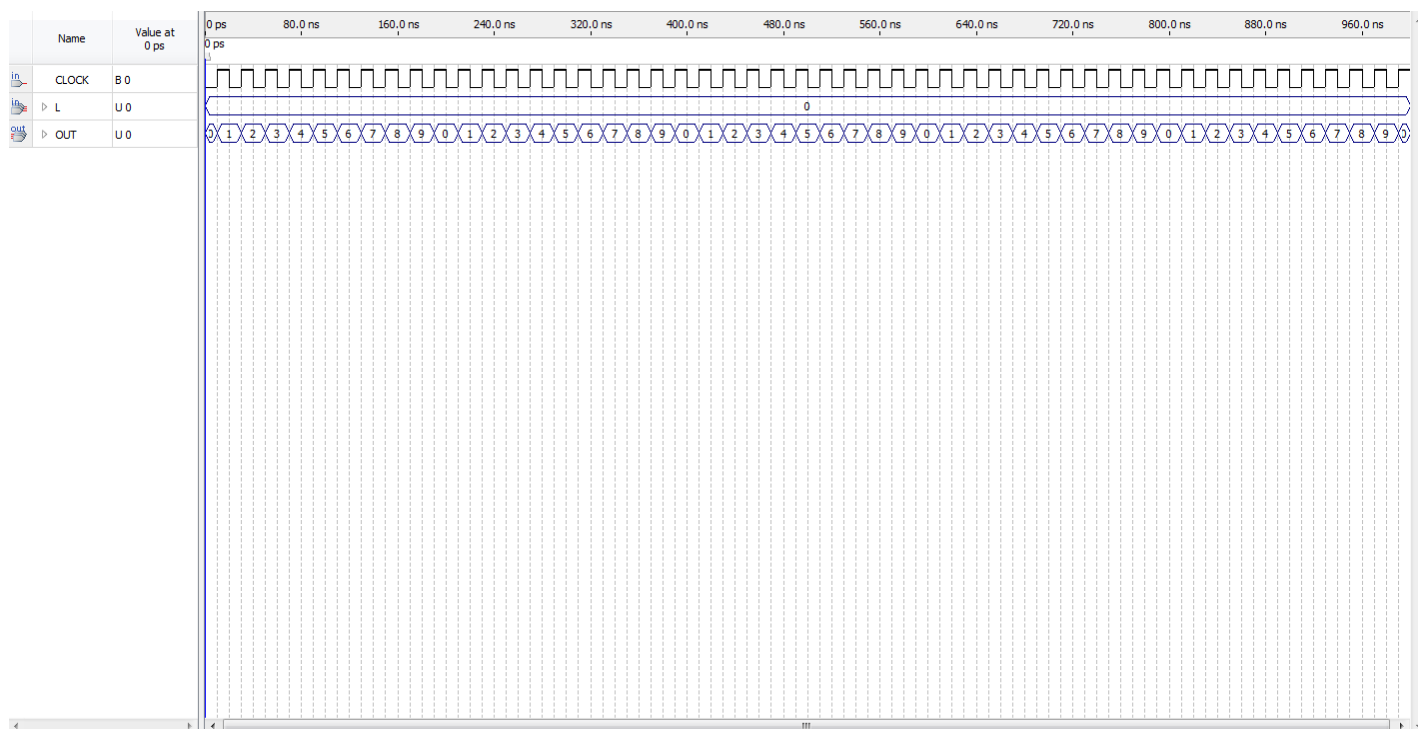 Name Value at 0 ps
0 ps 80.0 ns 160.0 ns 240.0 ns 320.0 ns 400.0 ns 480.0 ns 560.0 ns 640.0 ns 720.0 ns 800.0 ns 880.0 ns 960.0 ns
0 ps
in CLOCK B 0
in L U 0 0
out OUT U 0 0 1 2 3 4 5 6 7 8 9 0 1 2 3 4 5 6 7 8 9 0 1 2 3 4 5 6 7 8 9 0 1 2 3 4 5 6 7 8 9 0 1 2 3 4 5 6 7 8 9 0